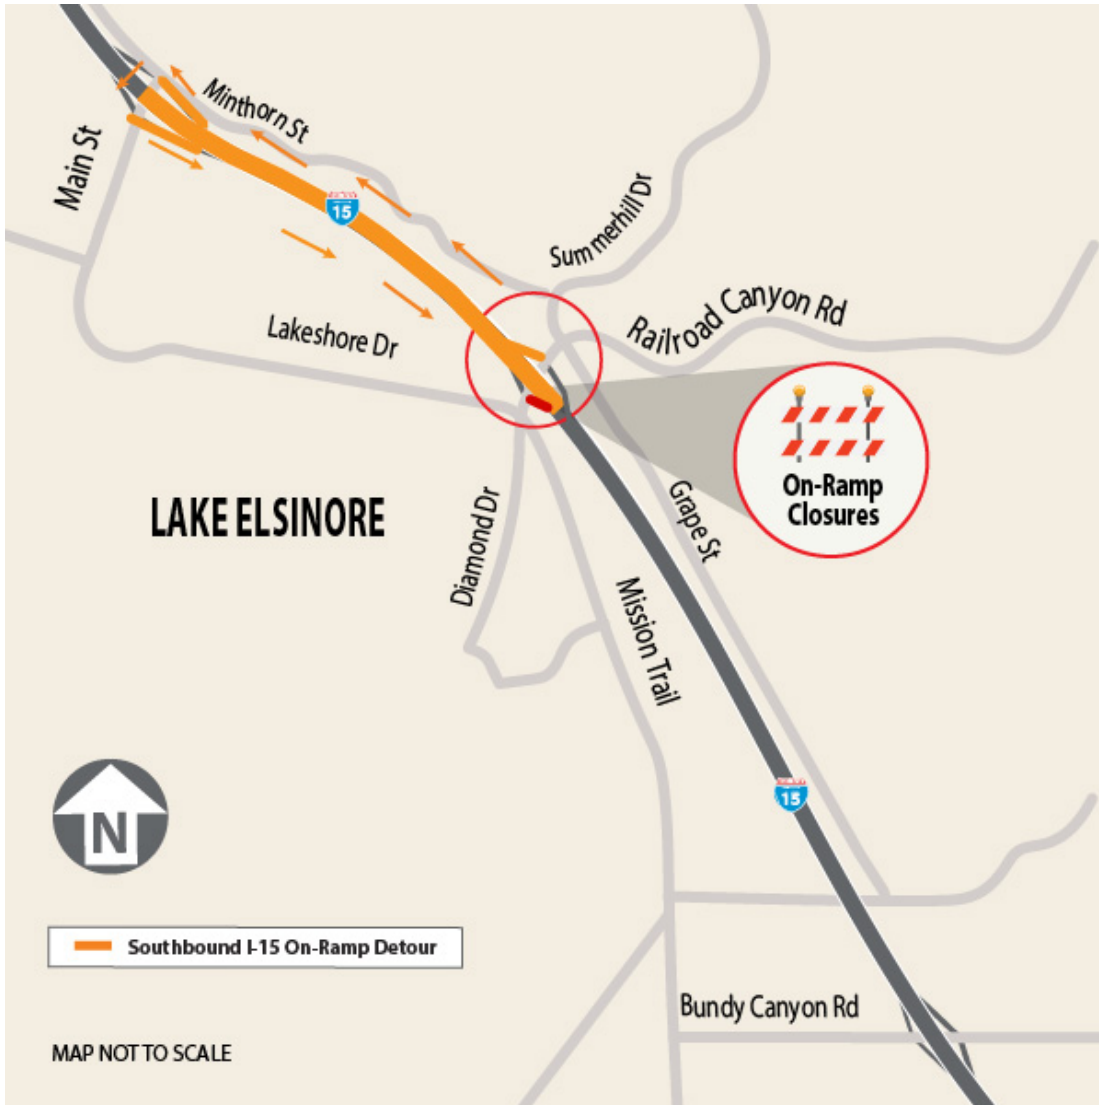 Minthorn St
Main St
15
Summerhill Dr
Railroad Canyon Rd
Lakeshore Dr
On-Ramp
Closures
LAKE ELSINORE
Diamond Dr
Grape St
Mission Trail
15
N
Southbound I-15 On-Ramp Detour
Bundy Canyon Rd
MAP NOT TO SCALE